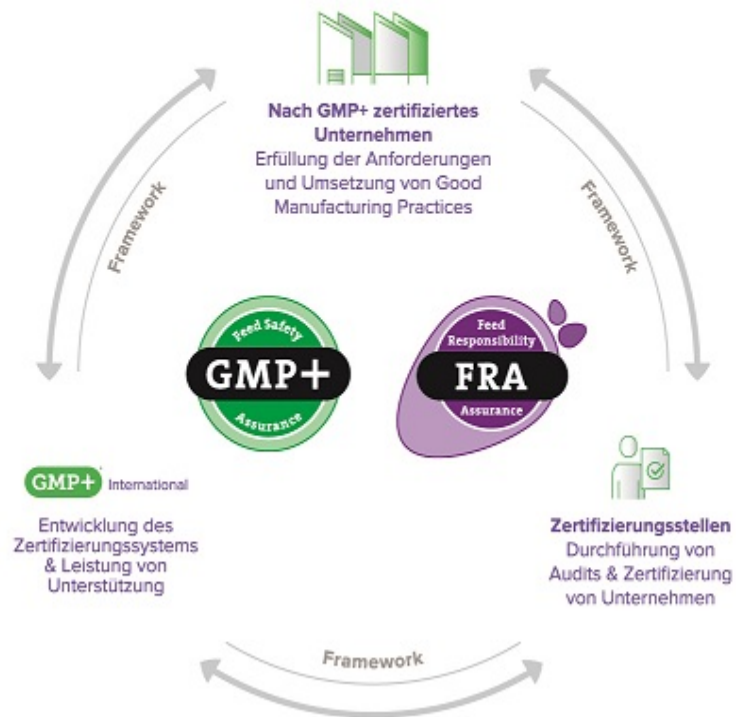 Nach GMP+ zertifiziertes
Unternehmen
Erfüllung der Anforderungen
und Umsetzung von Good
Manufacturing Practices
Framework
Framework
Feed Safety
GMP+
Assurance
Feed
Responsibility
FRA
Assurance
GMP+ International
Entwicklung des
Zertifizierungssystems
& Leistung von
Unterstützung
Zertifizierungsstellen
Durchführung von
Audits & Zertifizierung
von Unternehmen
Framework